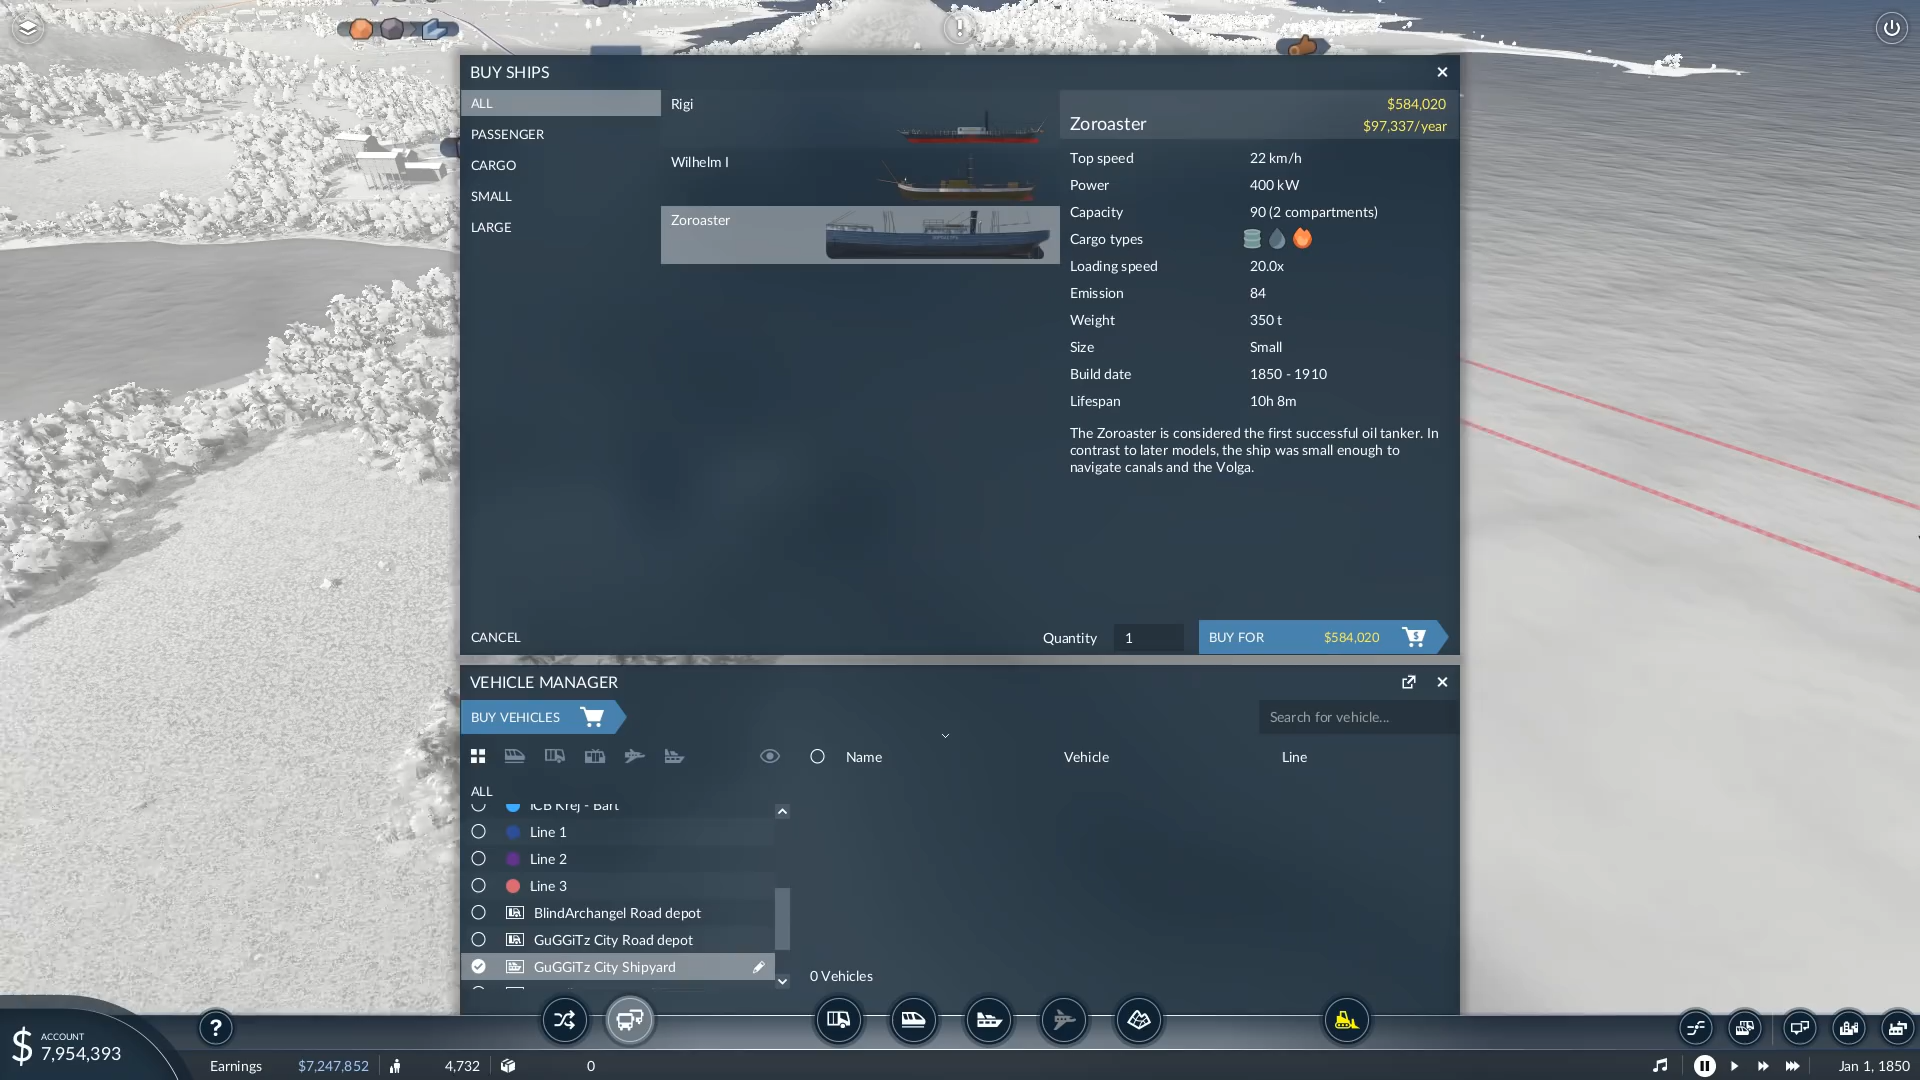 BUY SHIPS
ALL
PASSENGER
CARGO
SMALL
LARGE
Rigi
Wilhelm I
Zoroaster
$584,020
Zoroaster
$97,337/year
Top speed 22 km/h
Power 400 kW
Capacity 90 (2 compartments)
Cargo types
Loading speed 20.0x
Emission 84
Weight 350 t
Size Small
Build date 1850 - 1910
Lifespan 10h 8m
The Zoroaster is considered the first successful oil tanker. In
contrast to later models, the ship was small enough to
navigate canals and the Volga.
CANCEL
Quantity 1
BUY FOR $584,020
VEHICLE MANAGER
BUY VEHICLES
Search for vehicle...
Name Vehicle Line
ALL
ICB Krej - Bart
Line 1
Line 2
Line 3
BlindArchangel Road depot
GuGGiTz City Road depot
GuGGiTz City Shipyard
0 Vehicles
?
$ ACCOUNT
7,954,393
Earnings $7,247,852 4,732 0
Jan 1, 1850